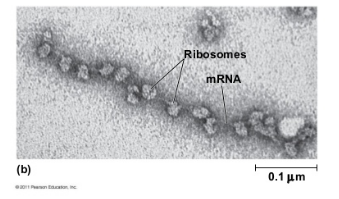 Ribosomes
mRNA
(b)
0.1 µm
© 2011 Pearson Education, Inc.